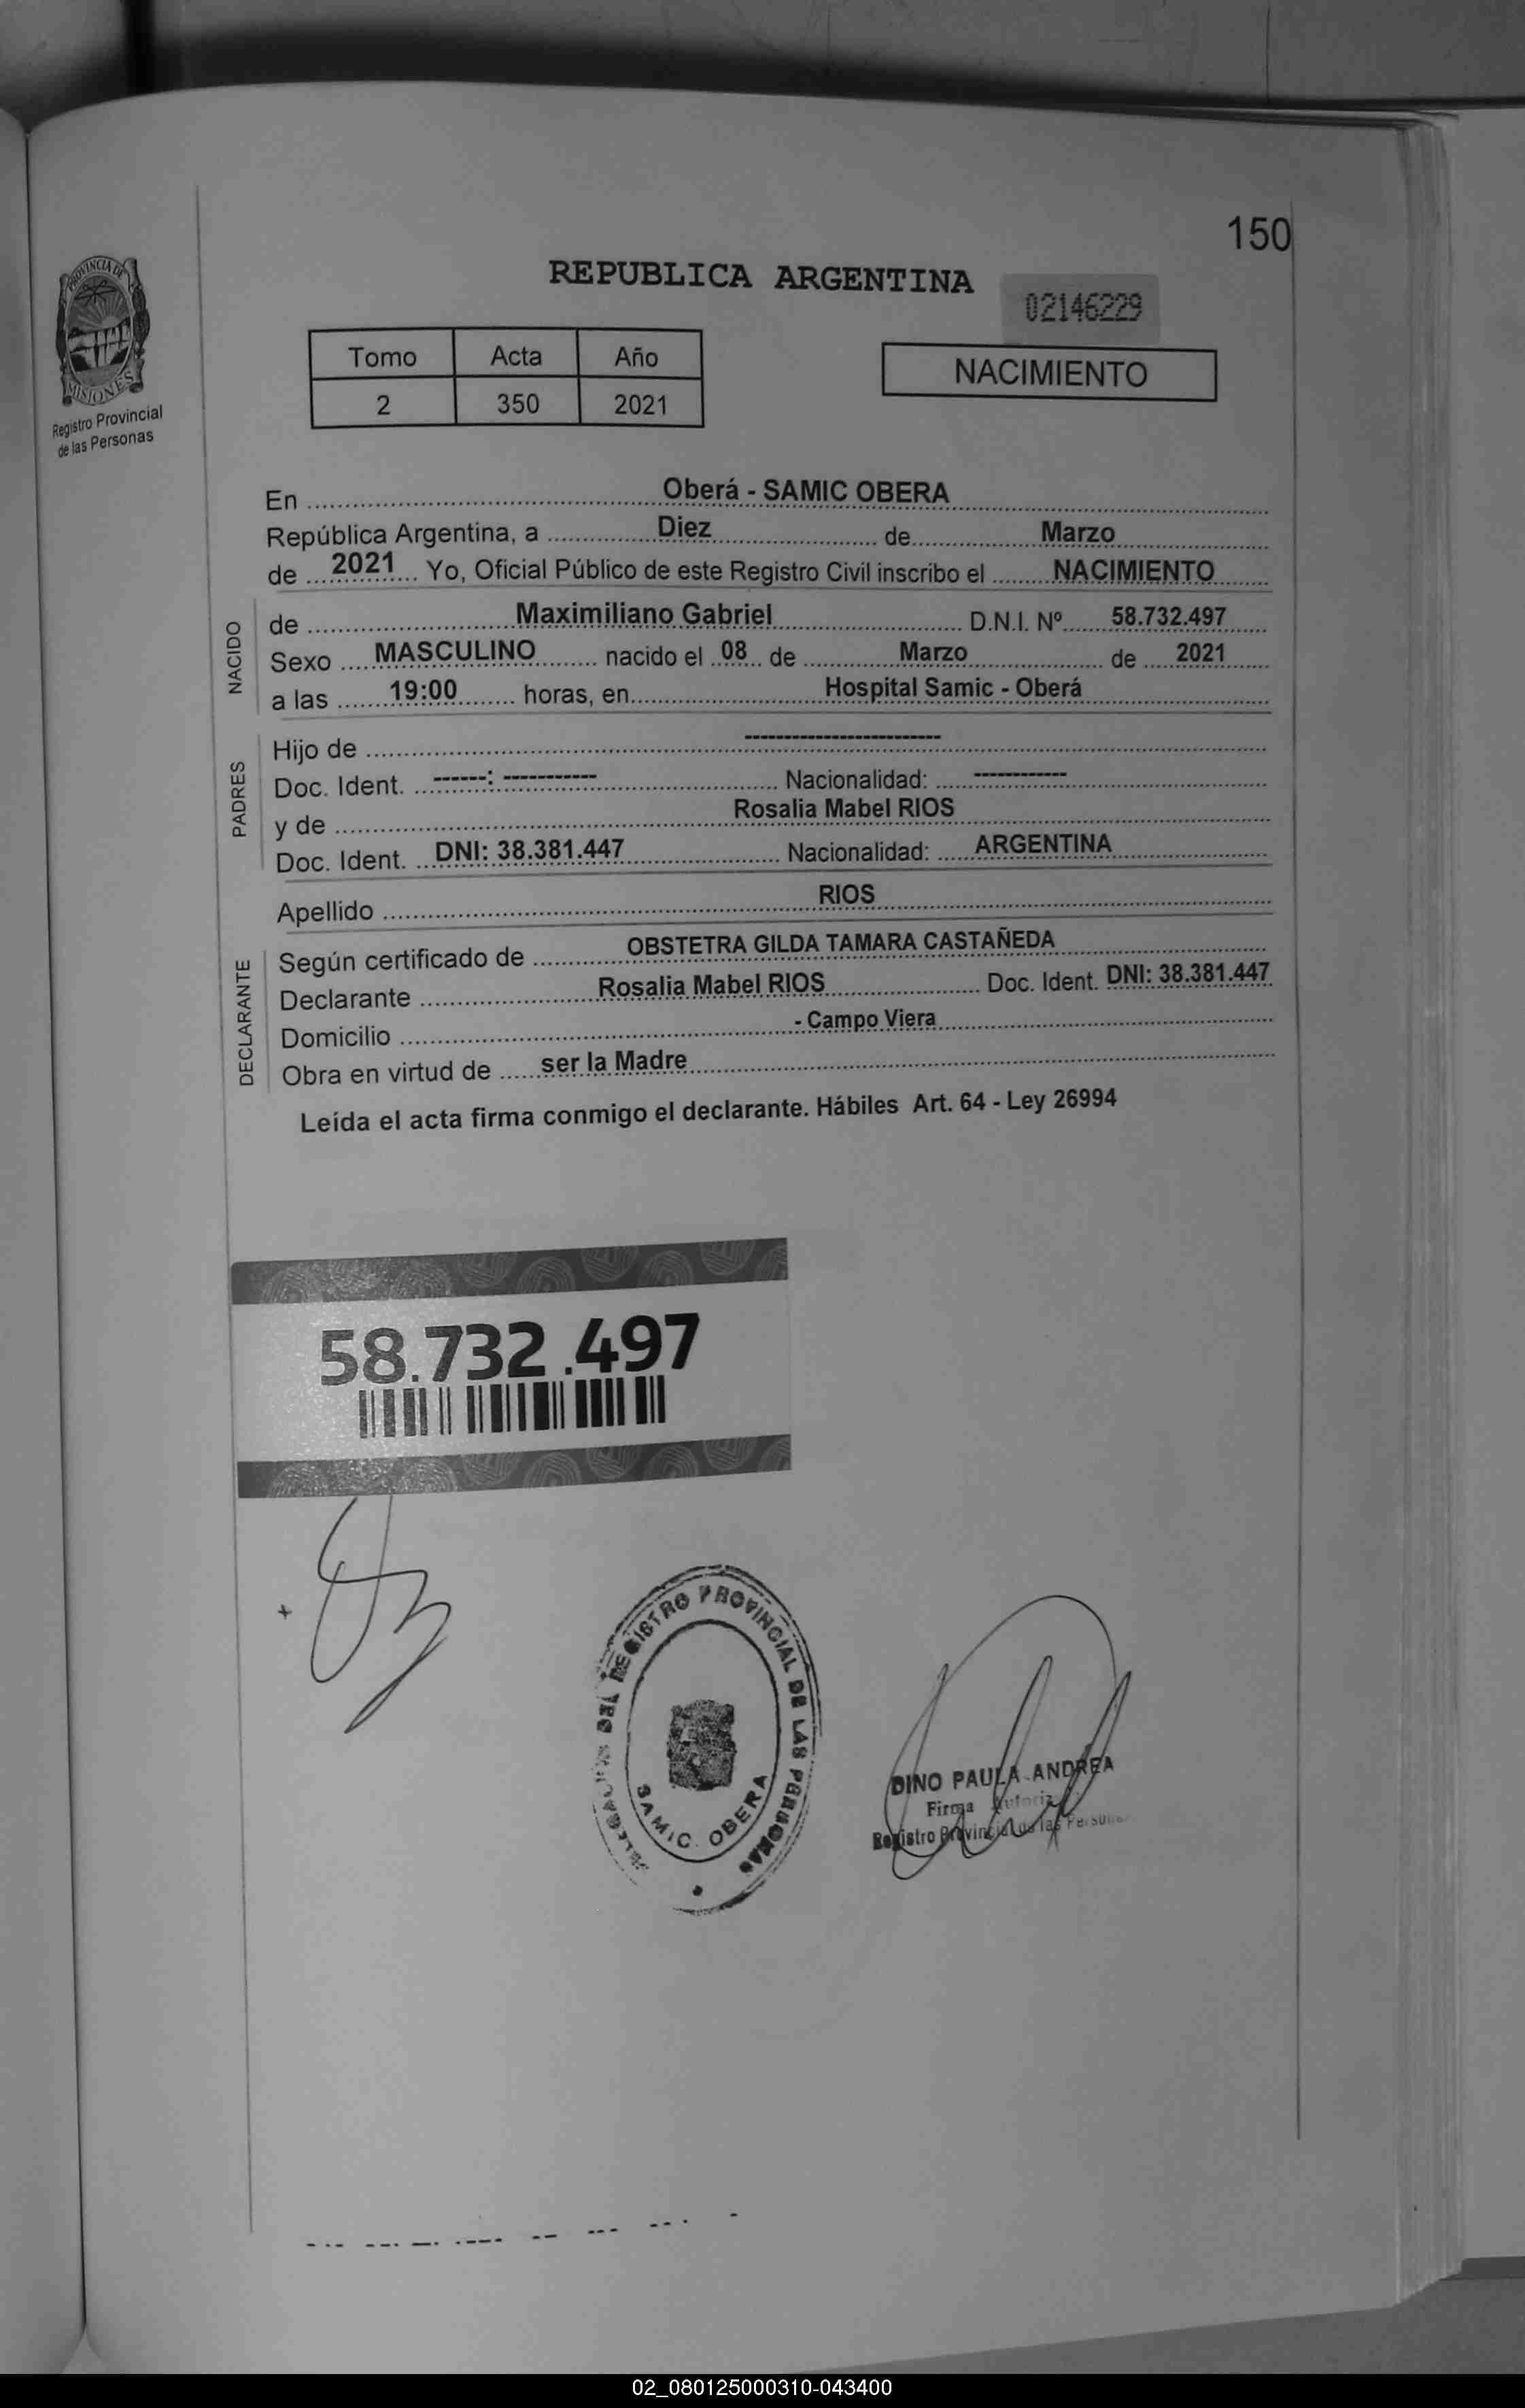 150
REPUBLICA ARGENTINA
02146229
PROVINCIA DE
MISIONES
Registro Provincial
de las Personas
Tomo Acta Año
2 350 2021
NACIMIENTO
En Oberá - SAMIC OBERA
República Argentina, a Diez de Marzo
de 2021 Yo, Oficial Público de este Registro Civil inscribo el NACIMIENTO
NACIDO
de Maximiliano Gabriel D.N.I. Nº 58.732.497
Sexo MASCULINO nacido el 08 de Marzo de 2021
a las 19:00 horas, en Hospital Samic - Oberá
PADRES
Hijo de ------------------------
Doc. Ident. ------: ----------- Nacionalidad: -----------
y de Rosalia Mabel RIOS
Doc. Ident. DNI: 38.381.447 Nacionalidad: ARGENTINA
Apellido RIOS
DECLARANTE
Según certificado de OBSTETRA GILDA TAMARA CASTAÑEDA
Declarante Rosalia Mabel RIOS Doc. Ident. DNI: 38.381.447
Domicilio - Campo Viera
Obra en virtud de ser la Madre
Leída el acta firma conmigo el declarante. Hábiles Art. 64 - Ley 26994
58.732.497
DEL REGISTRO PROVINCIAL DE LAS PERSONAS
SAMIC. OBERA
DINO PAULA ANDREA
Firma
Registro Provincial de las Personas
02_080125000310-043400